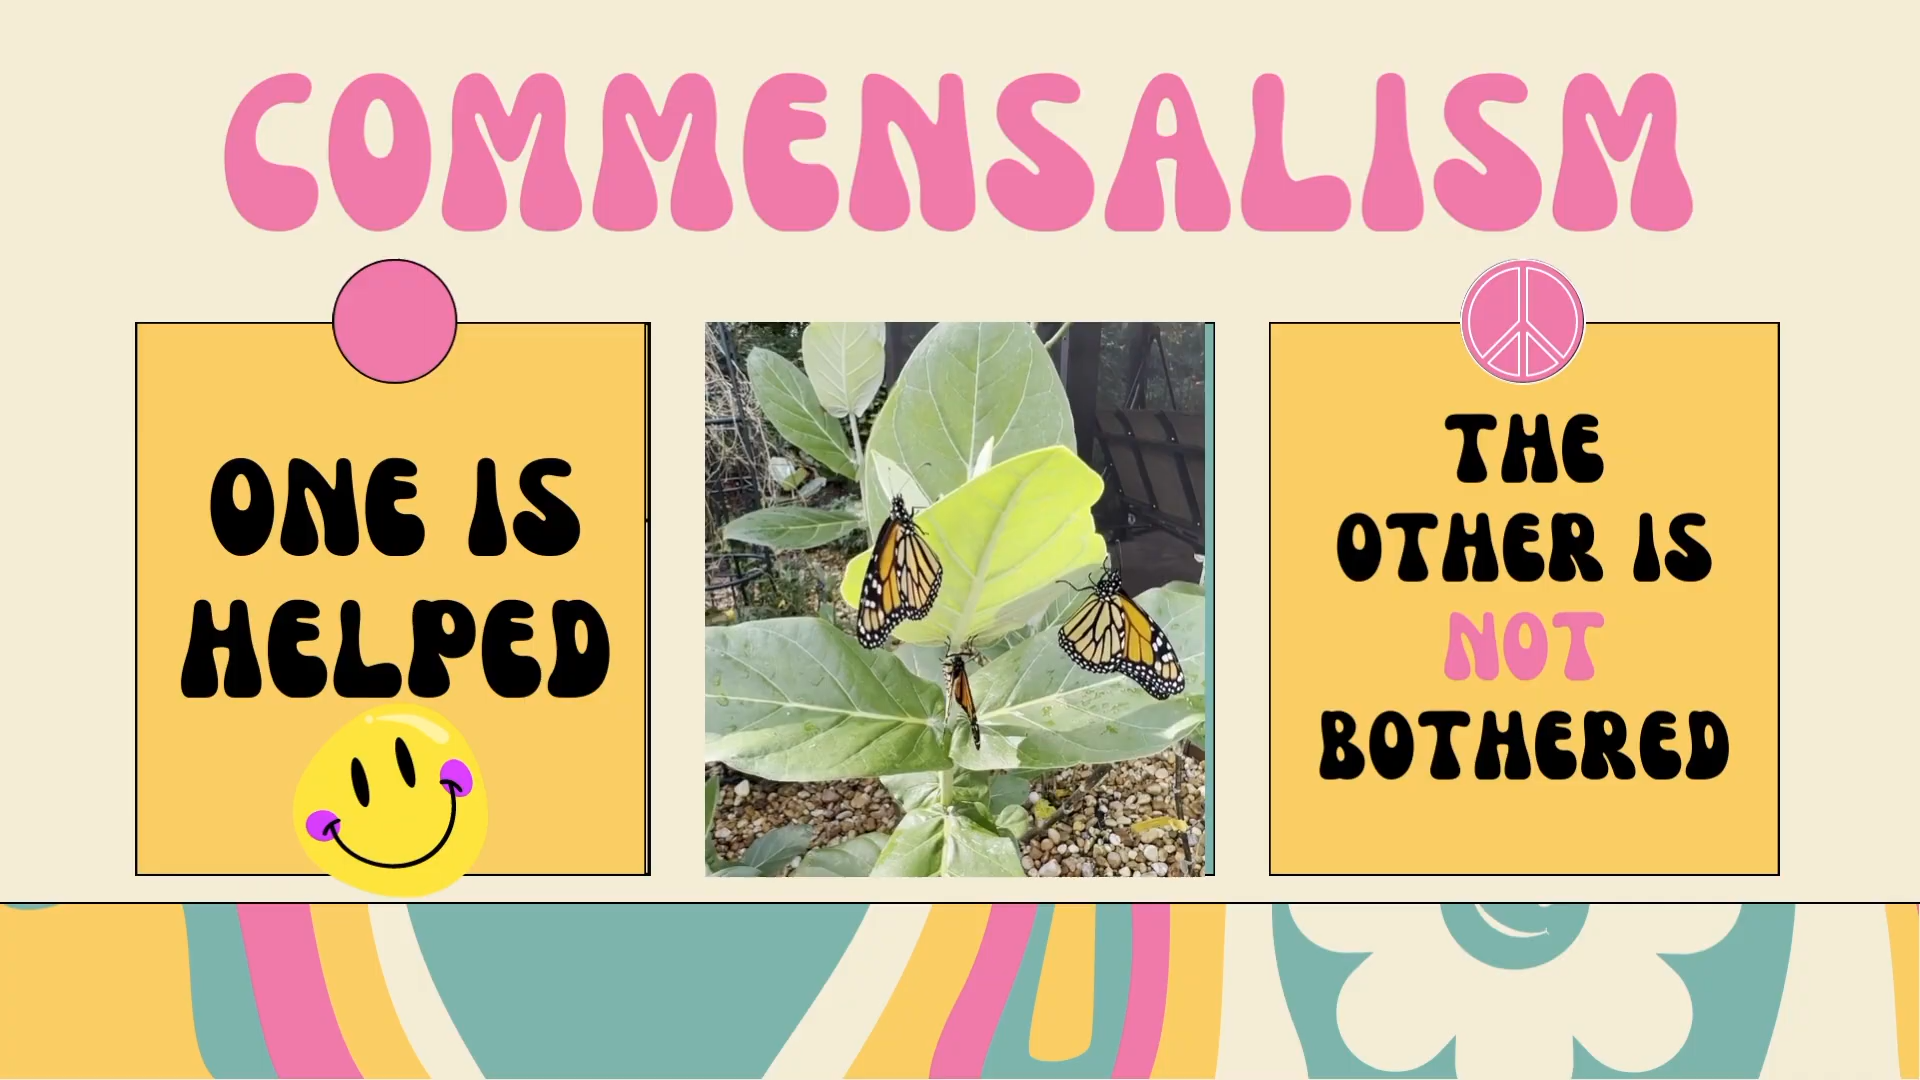 COMMENSALISM
ONE IS
HELPED
THE
OTHER IS
NOT
BOTHERED